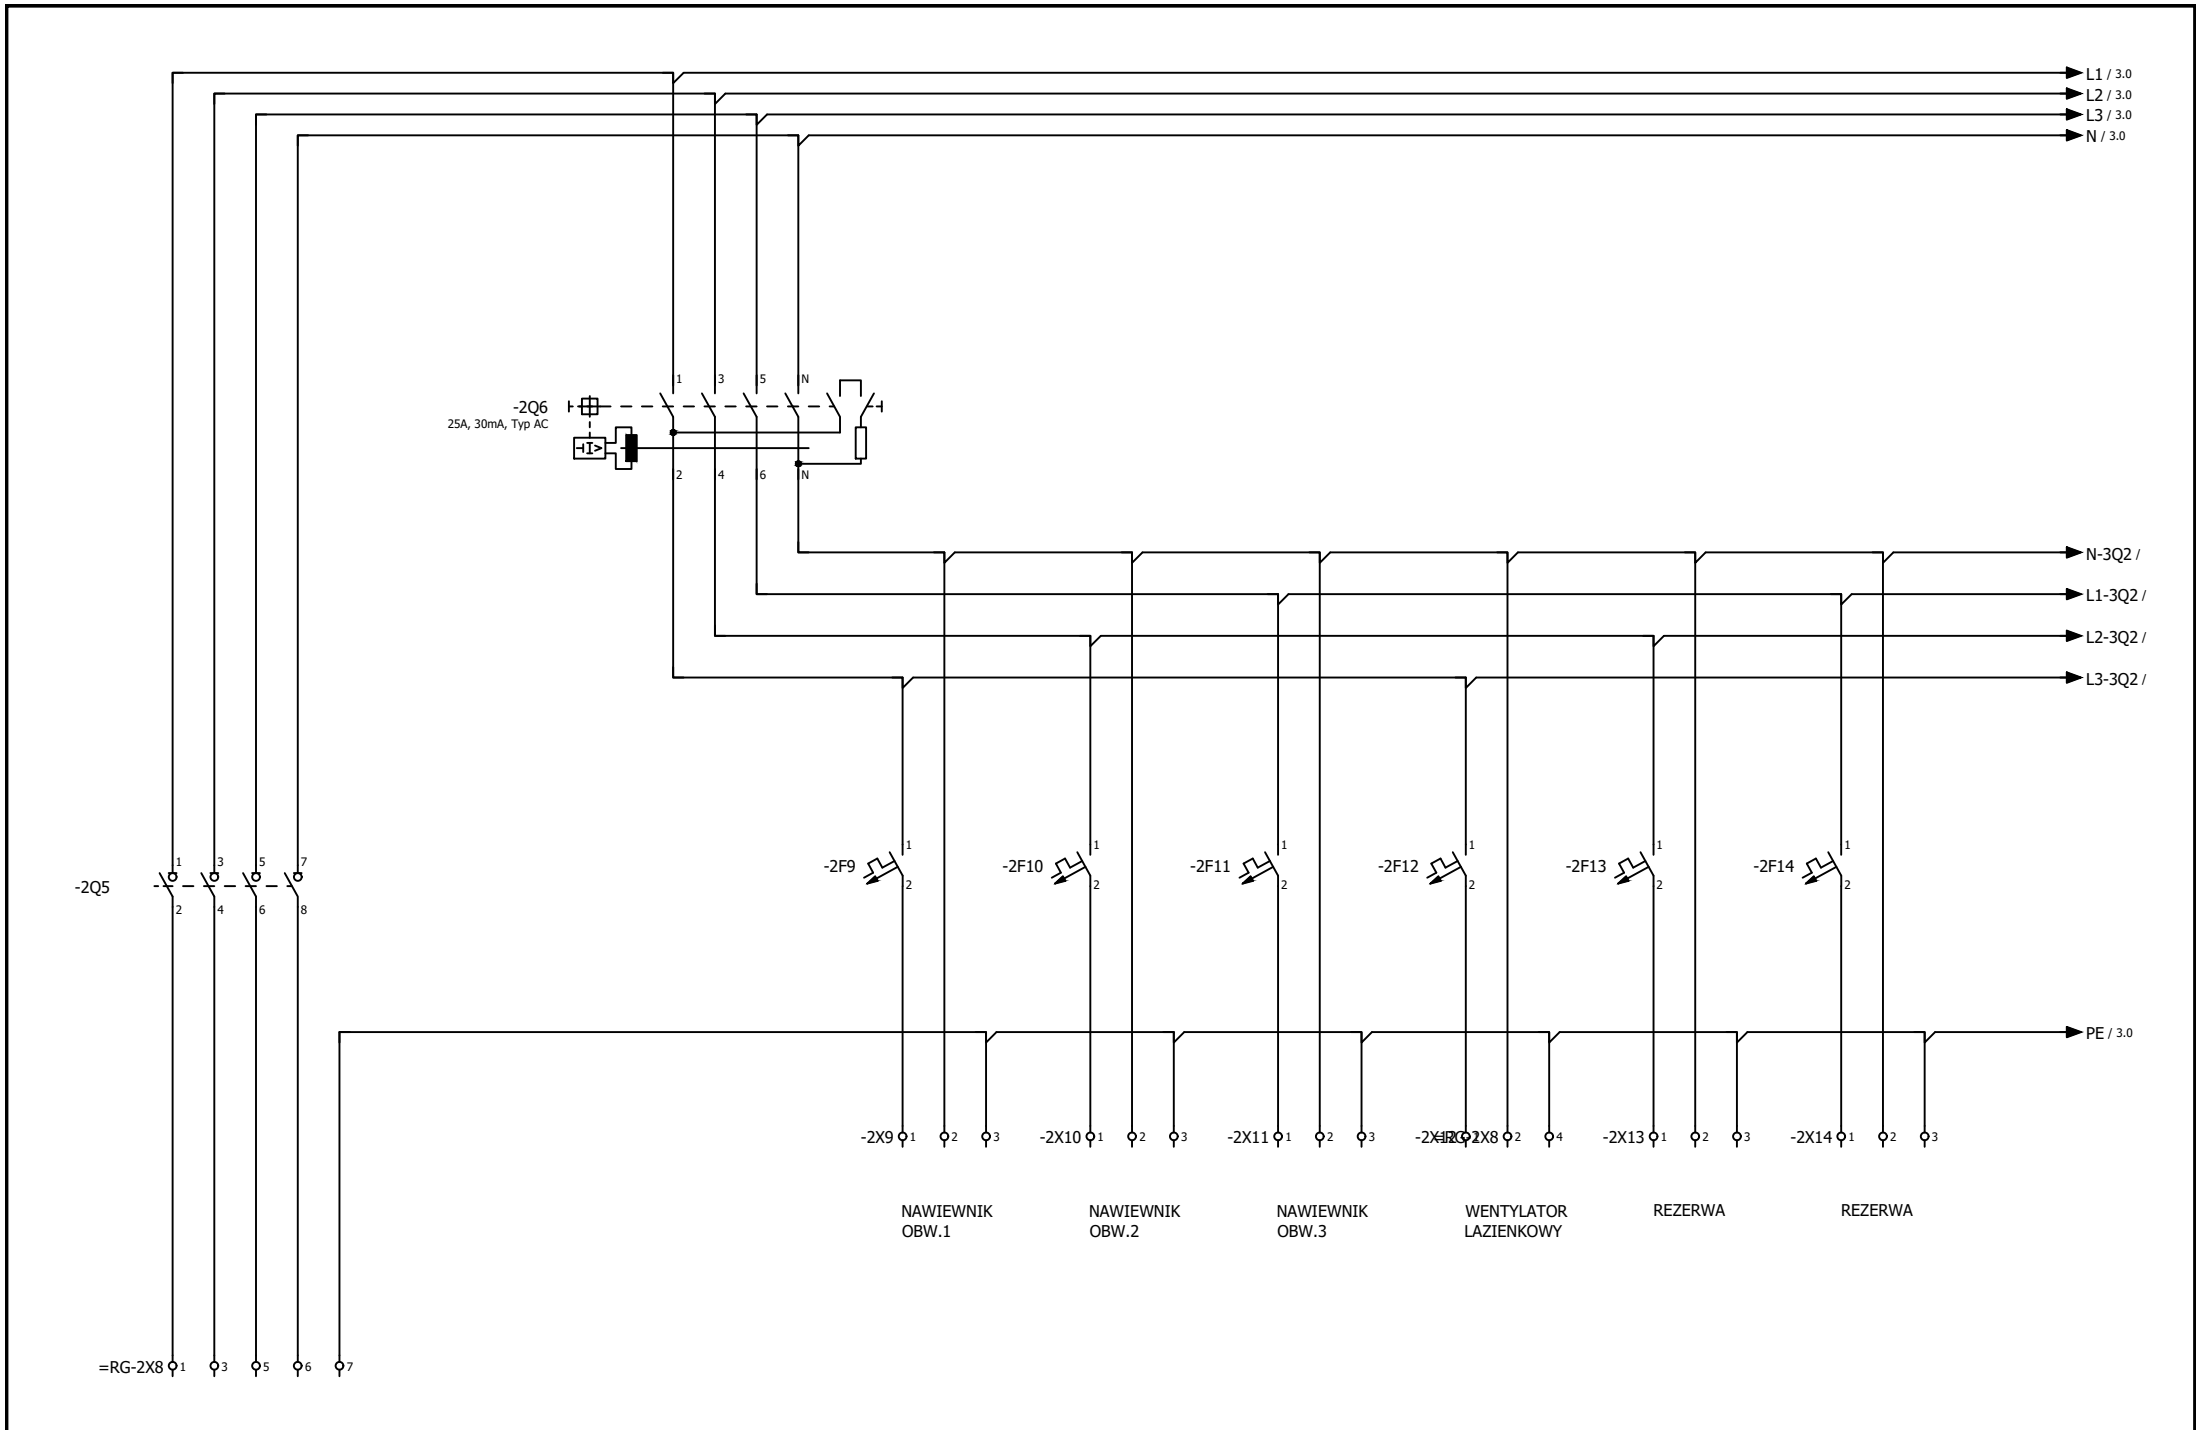 L1 / 3.0
L2 / 3.0
L3 / 3.0
N / 3.0
1 3 5 N
-2Q6
25A, 30mA, Typ AC
I>
2 4 6 N
N-3Q2 /
L1-3Q2 /
L2-3Q2 /
L3-3Q2 /
1 1 1 1 1 1
-2F9 -2F10 -2F11 -2F12 -2F13 -2F14
2 2 2 2 2 2
1 3 5 7
-2Q5
2 4 6 8
PE / 3.0
-2X9 1 2 3 -2X10 1 2 3 -2X11 1 2 3 -2X12 =RG-2X8 2 4 -2X13 1 2 3 -2X14 1 2 3
NAWIEWNIK
OBW.1
NAWIEWNIK
OBW.2
NAWIEWNIK
OBW.3
WENTYLATOR
LAZIENKOWY
REZERWA
REZERWA
=RG-2X8 1 3 5 6 7